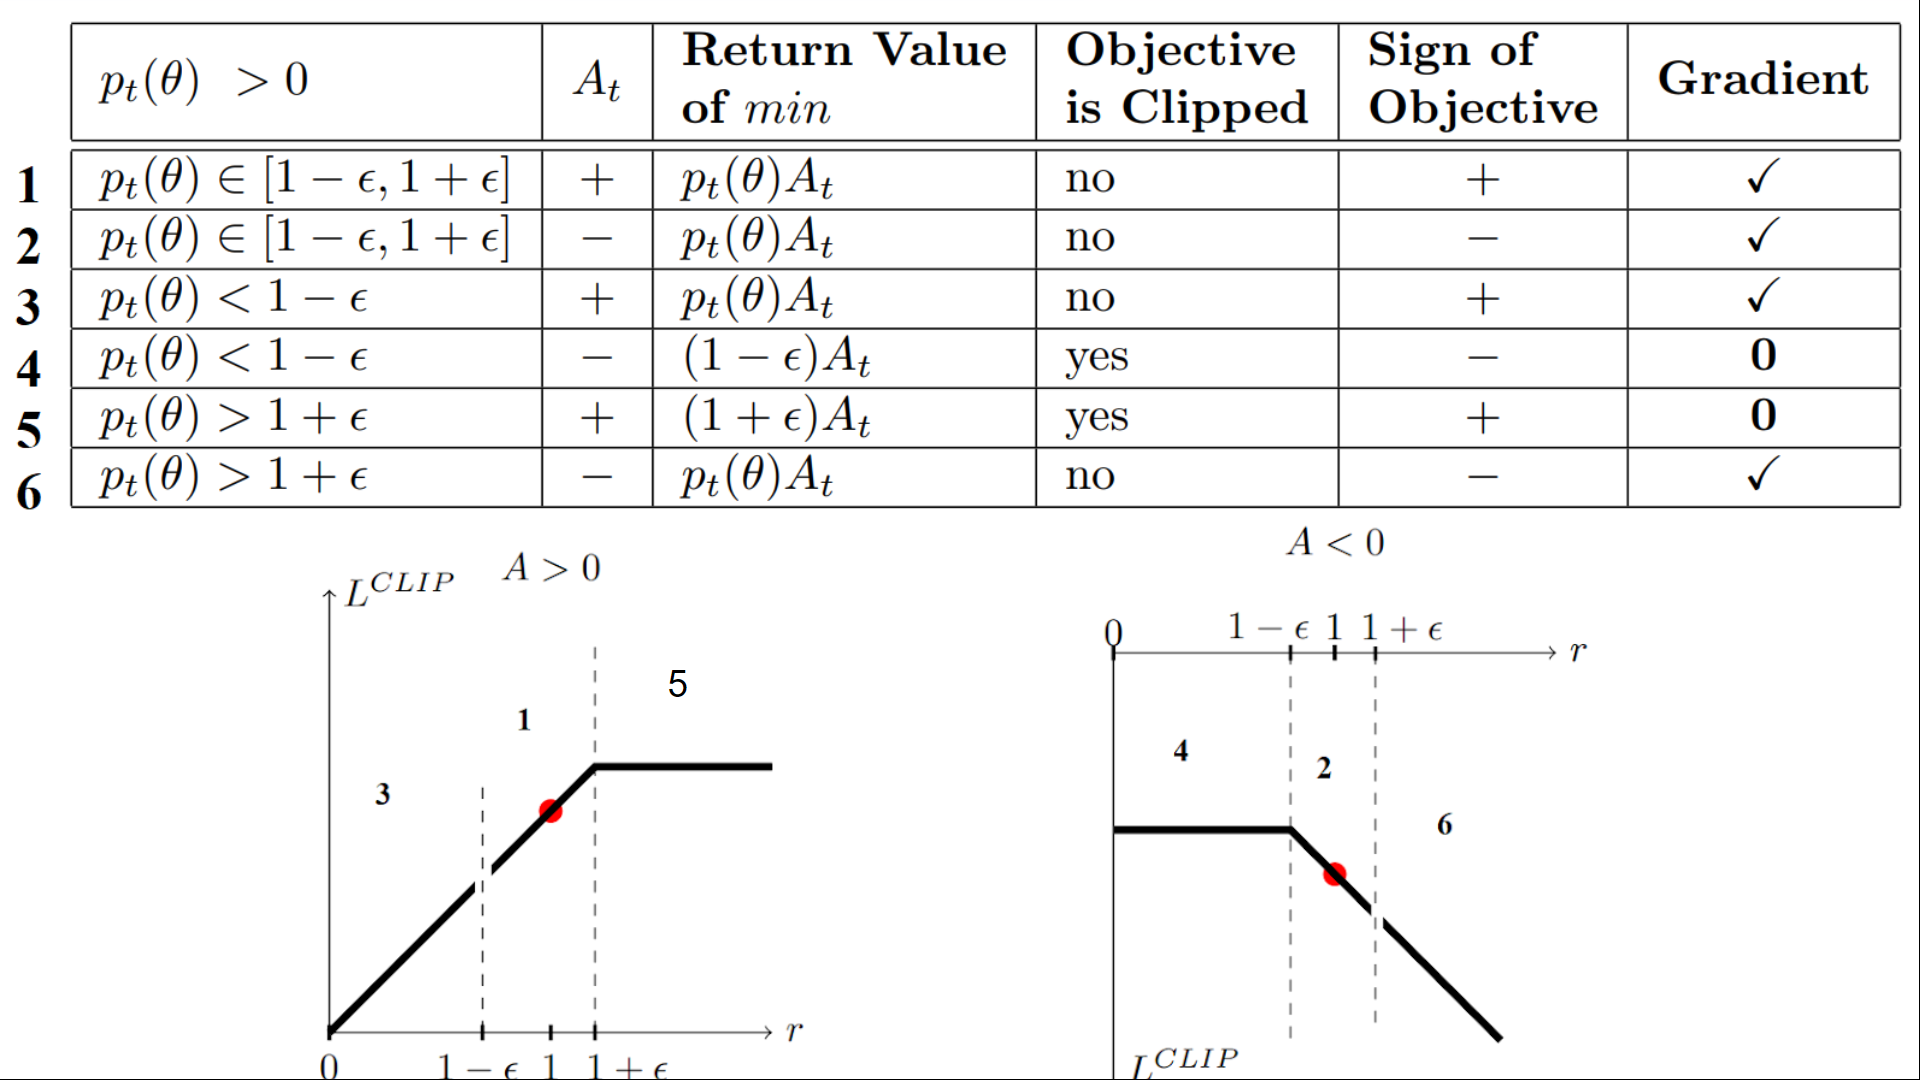 pₜ(θ) > 0 Aₜ Return Value of min Objective is Clipped Sign of Objective Gradient
1 pₜ(θ) ∈ [1 − ϵ, 1 + ϵ] + pₜ(θ)Aₜ no + ✓
2 pₜ(θ) ∈ [1 − ϵ, 1 + ϵ] − pₜ(θ)Aₜ no − ✓
3 pₜ(θ) < 1 − ϵ + pₜ(θ)Aₜ no + ✓
4 pₜ(θ) < 1 − ϵ − (1 − ϵ)Aₜ yes − 0
5 pₜ(θ) > 1 + ϵ + (1 + ϵ)Aₜ yes + 0
6 pₜ(θ) > 1 + ϵ − pₜ(θ)Aₜ no − ✓
L^CLIP A > 0
5
1
3
r
0 1 − ϵ 1 1 + ϵ
A < 0
0 1 − ϵ 1 1 + ϵ
r
4
2
6
L^CLIP